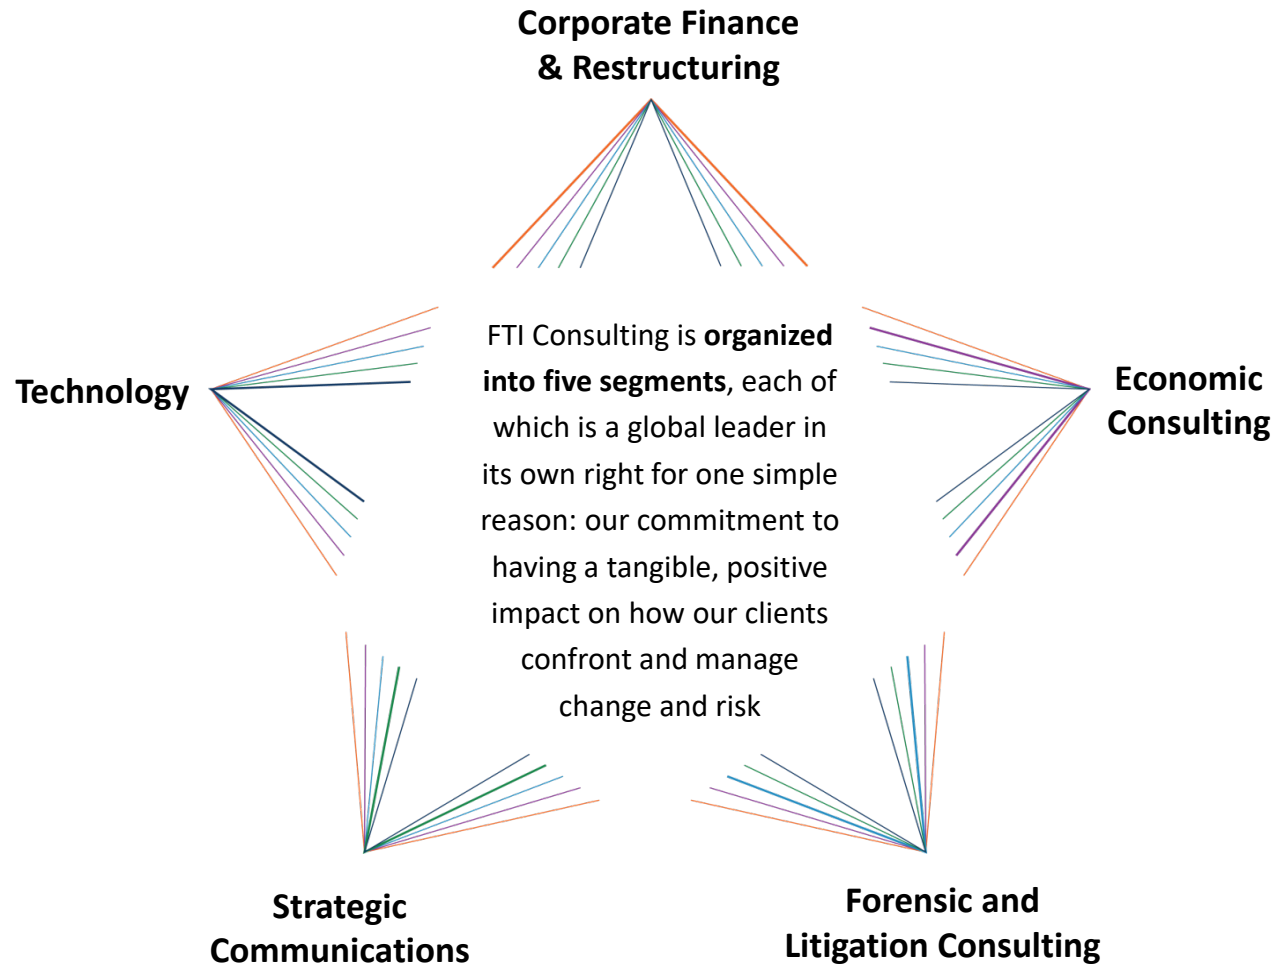 Corporate Finance
& Restructuring
Technology
FTI Consulting is organized
into five segments, each of
which is a global leader in
its own right for one simple
reason: our commitment to
having a tangible, positive
impact on how our clients
confront and manage
change and risk
Economic
Consulting
Strategic
Communications
Forensic and
Litigation Consulting